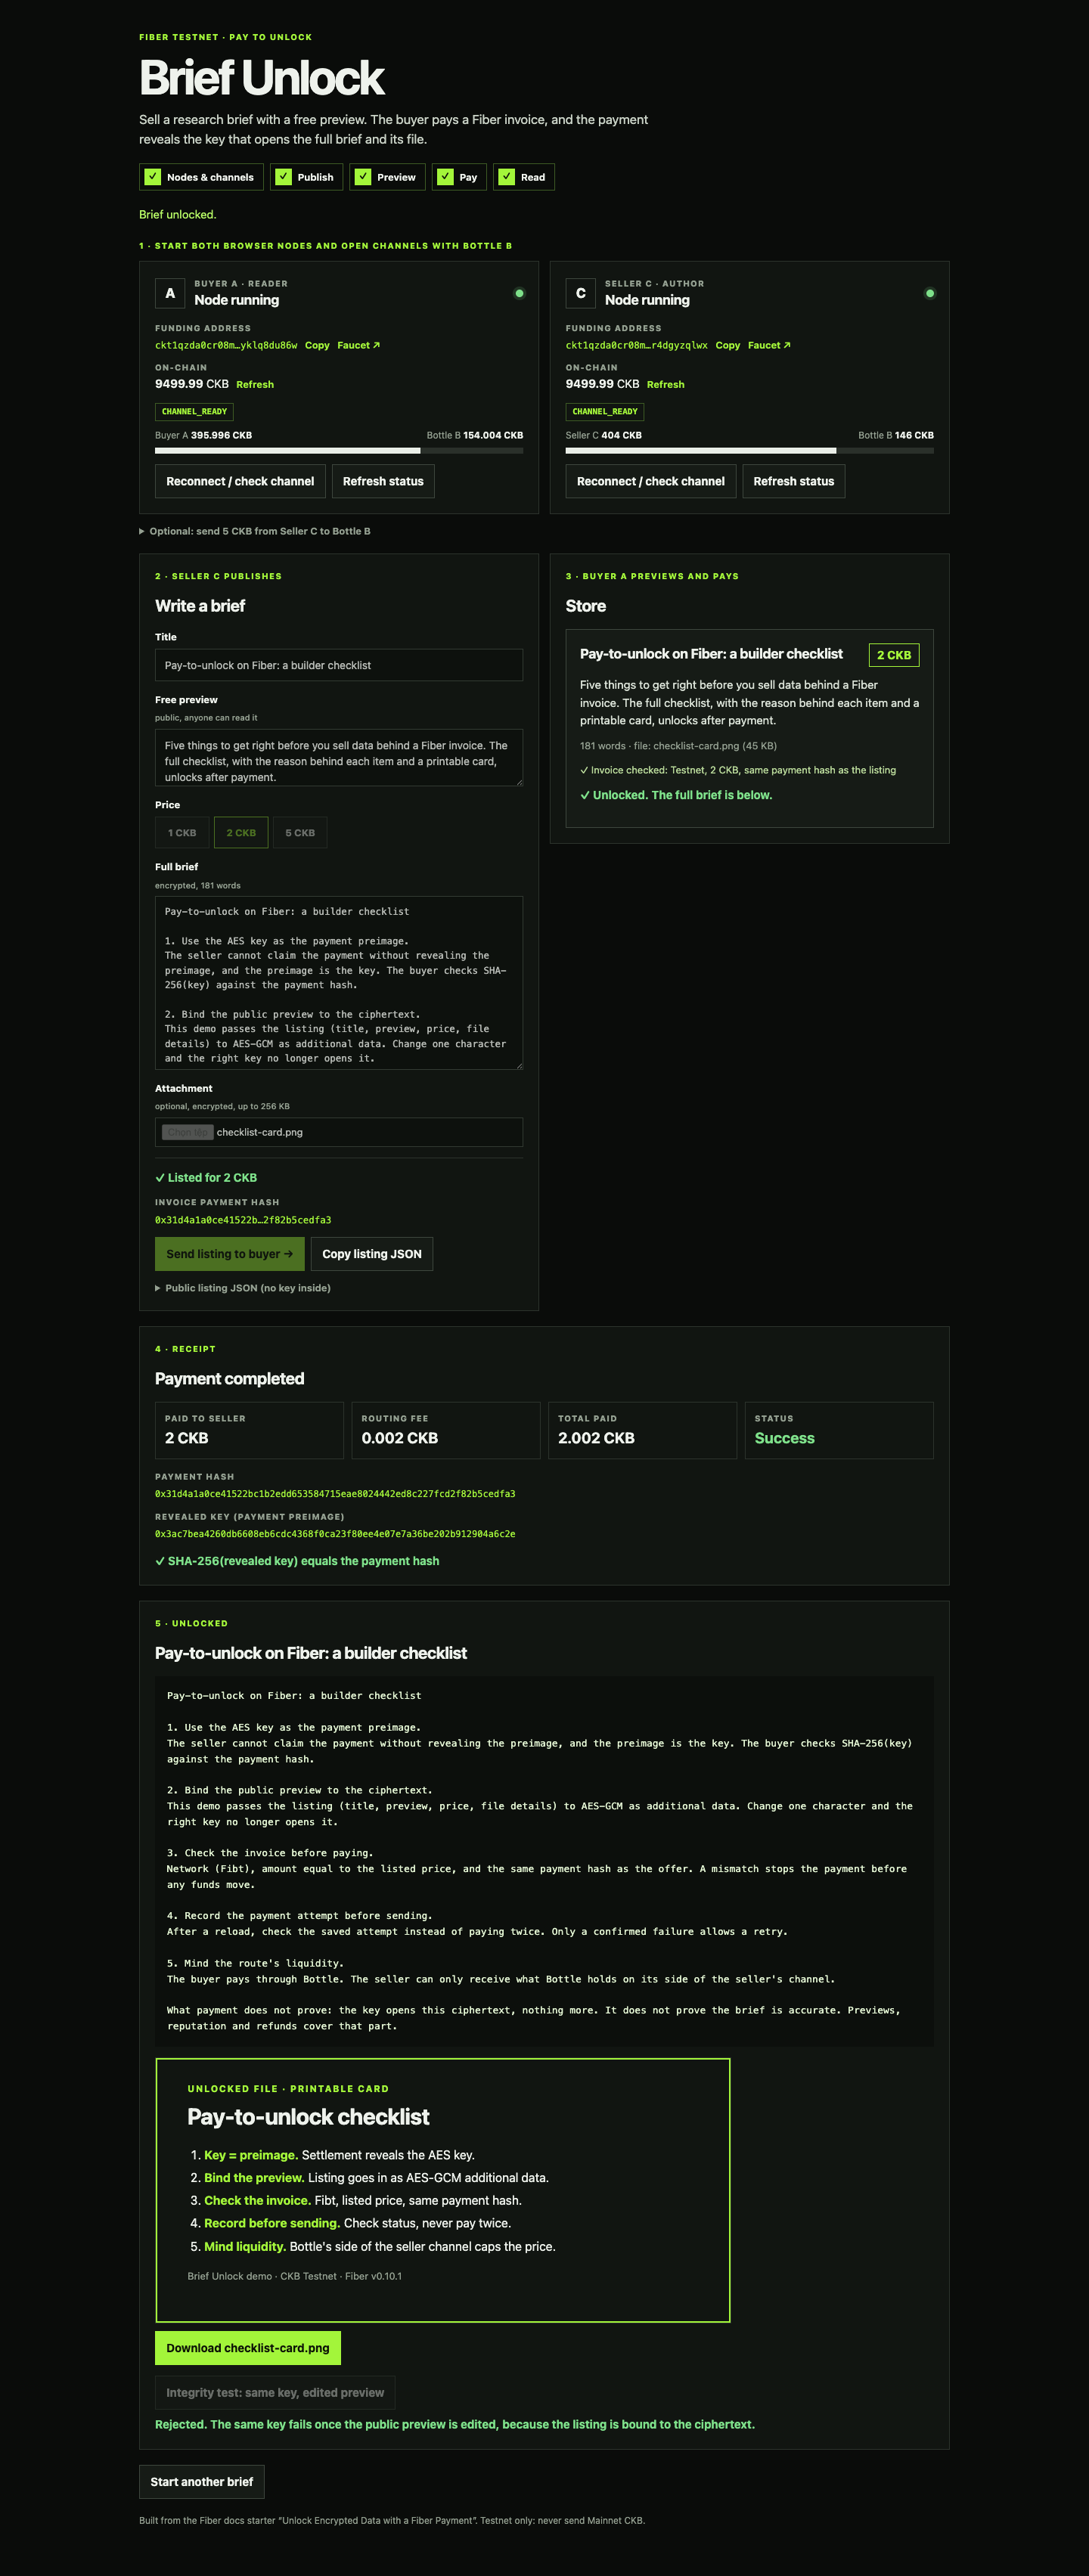 FIBER TESTNET · PAY TO UNLOCK
Brief Unlock
Sell a research brief with a free preview. The buyer pays a Fiber invoice, and the payment
reveals the key that opens the full brief and its file.
✓ Nodes & channels ✓ Publish ✓ Preview ✓ Pay ✓ Read
Brief unlocked.
1 · START BOTH BROWSER NODES AND OPEN CHANNELS WITH BOTTLE B
A
BUYER A · READER
Node running
FUNDING ADDRESS
ckt1qzda0cr08m…yklq8du86w Copy Faucet ↗
ON-CHAIN
9499.99 CKB Refresh
CHANNEL_READY
Buyer A 395.996 CKB Bottle B 154.004 CKB
Reconnect / check channel Refresh status
C
SELLER C · AUTHOR
Node running
FUNDING ADDRESS
ckt1qzda0cr08m…r4dgyzqlwx Copy Faucet ↗
ON-CHAIN
9499.99 CKB Refresh
CHANNEL_READY
Seller C 404 CKB Bottle B 146 CKB
Reconnect / check channel Refresh status
▶ Optional: send 5 CKB from Seller C to Bottle B
2 · SELLER C PUBLISHES
Write a brief
Title
Pay-to-unlock on Fiber: a builder checklist
Free preview
public, anyone can read it
Five things to get right before you sell data behind a Fiber invoice. The
full checklist, with the reason behind each item and a printable card,
unlocks after payment.
Price
1 CKB 2 CKB 5 CKB
Full brief
encrypted, 181 words
Pay-to-unlock on Fiber: a builder checklist
1. Use the AES key as the payment preimage.
The seller cannot claim the payment without revealing the
preimage, and the preimage is the key. The buyer checks SHA-
256(key) against the payment hash.
2. Bind the public preview to the ciphertext.
This demo passes the listing (title, preview, price, file
details) to AES-GCM as additional data. Change one character
and the right key no longer opens it.
Attachment
optional, encrypted, up to 256 KB
Chọn tệp checklist-card.png
✓ Listed for 2 CKB
INVOICE PAYMENT HASH
0x31d4a1a0ce41522b…2f82b5cedfa3
Send listing to buyer → Copy listing JSON
▶ Public listing JSON (no key inside)
3 · BUYER A PREVIEWS AND PAYS
Store
Pay-to-unlock on Fiber: a builder checklist 2 CKB
Five things to get right before you sell data behind a Fiber
invoice. The full checklist, with the reason behind each item and a
printable card, unlocks after payment.
181 words · file: checklist-card.png (45 KB)
✓ Invoice checked: Testnet, 2 CKB, same payment hash as the listing
✓ Unlocked. The full brief is below.
4 · RECEIPT
Payment completed
PAID TO SELLER
2 CKB
ROUTING FEE
0.002 CKB
TOTAL PAID
2.002 CKB
STATUS
Success
PAYMENT HASH
0x31d4a1a0ce41522bc1b2edd653584715eae8024442ed8c227fcd2f82b5cedfa3
REVEALED KEY (PAYMENT PREIMAGE)
0x3ac7bea4260db6608eb6cdc4368f0ca23f80ee4e07e7a36be202b912904a6c2e
✓ SHA-256(revealed key) equals the payment hash
5 · UNLOCKED
Pay-to-unlock on Fiber: a builder checklist
Pay-to-unlock on Fiber: a builder checklist
1. Use the AES key as the payment preimage.
The seller cannot claim the payment without revealing the preimage, and the preimage is the key. The buyer checks SHA-256(key)
against the payment hash.
2. Bind the public preview to the ciphertext.
This demo passes the listing (title, preview, price, file details) to AES-GCM as additional data. Change one character and the
right key no longer opens it.
3. Check the invoice before paying.
Network (Fibt), amount equal to the listed price, and the same payment hash as the offer. A mismatch stops the payment before
any funds move.
4. Record the payment attempt before sending.
After a reload, check the saved attempt instead of paying twice. Only a confirmed failure allows a retry.
5. Mind the route's liquidity.
The buyer pays through Bottle. The seller can only receive what Bottle holds on its side of the seller's channel.
What payment does not prove: the key opens this ciphertext, nothing more. It does not prove the brief is accurate. Previews,
reputation and refunds cover that part.
UNLOCKED FILE · PRINTABLE CARD
Pay-to-unlock checklist
1. Key = preimage. Settlement reveals the AES key.
2. Bind the preview. Listing goes in as AES-GCM additional data.
3. Check the invoice. Fibt, listed price, same payment hash.
4. Record before sending. Check status, never pay twice.
5. Mind liquidity. Bottle's side of the seller channel caps the price.
Brief Unlock demo · CKB Testnet · Fiber v0.10.1
Download checklist-card.png
Integrity test: same key, edited preview
Rejected. The same key fails once the public preview is edited, because the listing is bound to the ciphertext.
Start another brief
Built from the Fiber docs starter “Unlock Encrypted Data with a Fiber Payment”. Testnet only: never send Mainnet CKB.